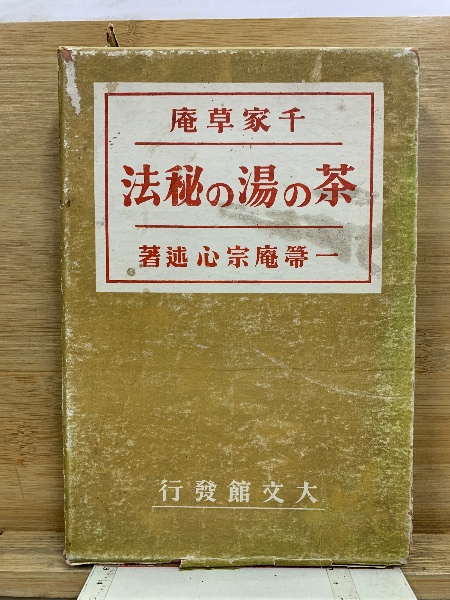 千家草庵
茶の湯の秘法
一箒庵宗心述著
大文館發行